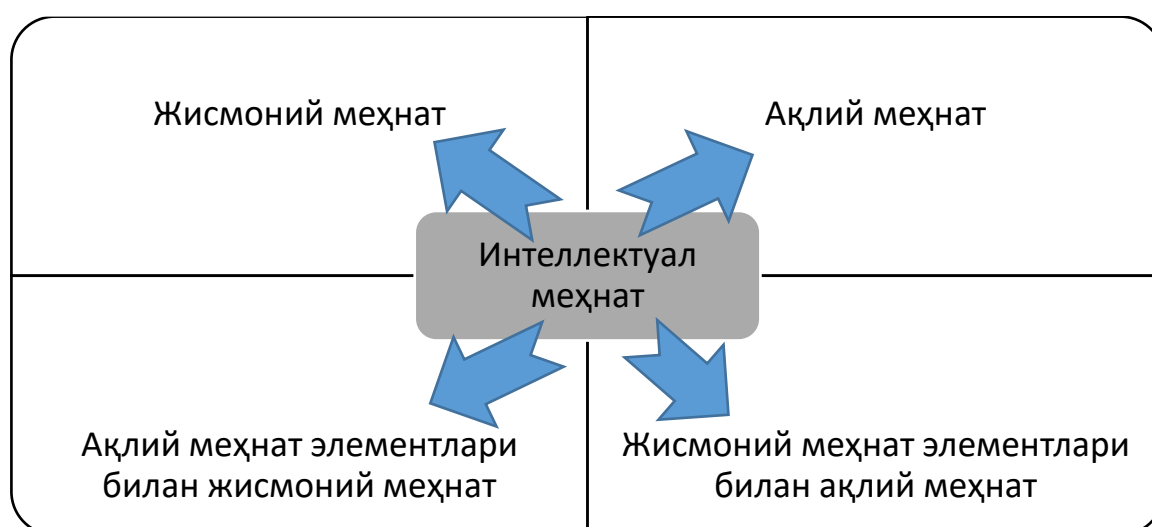 Жисмоний меҳнат
Ақлий меҳнат
Интеллектуал
меҳнат
Ақлий меҳнат элементлари
билан жисмоний меҳнат
Жисмоний меҳнат элементлари
билан ақлий меҳнат